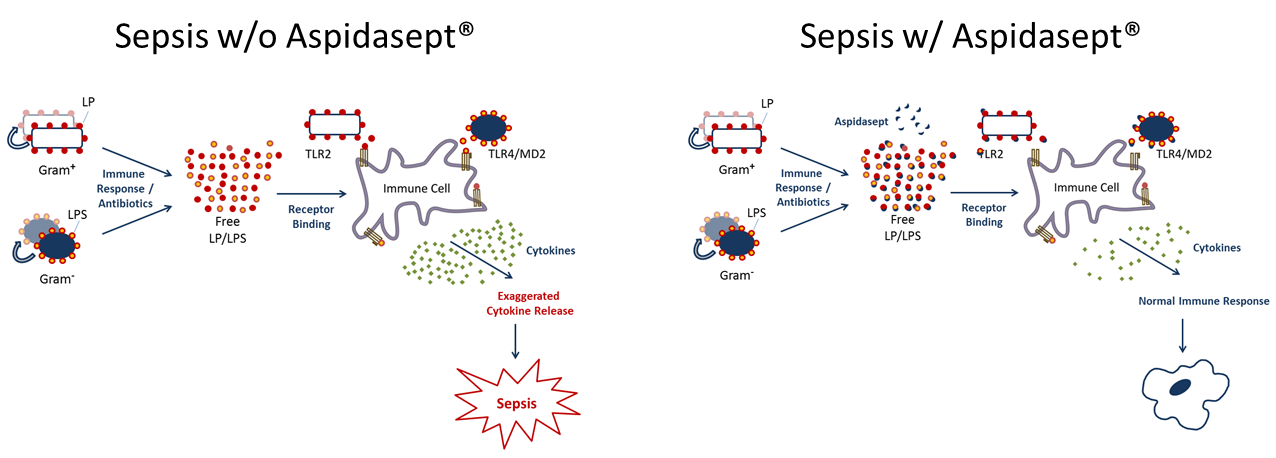 Sepsis w/o Aspidasept®
LP
Gram+
LPS
Gram-
Immune
Response /
Antibiotics
Free
LP/LPS
Receptor
Binding
TLR2
TLR4/MD2
Immune Cell
Cytokines
Exaggerated
Cytokine Release
Sepsis
Sepsis w/ Aspidasept®
LP
Gram+
LPS
Gram-
Immune
Response /
Antibiotics
Aspidasept
Free
LP/LPS
Receptor
Binding
TLR2
TLR4/MD2
Immune Cell
Cytokines
Normal Immune Response